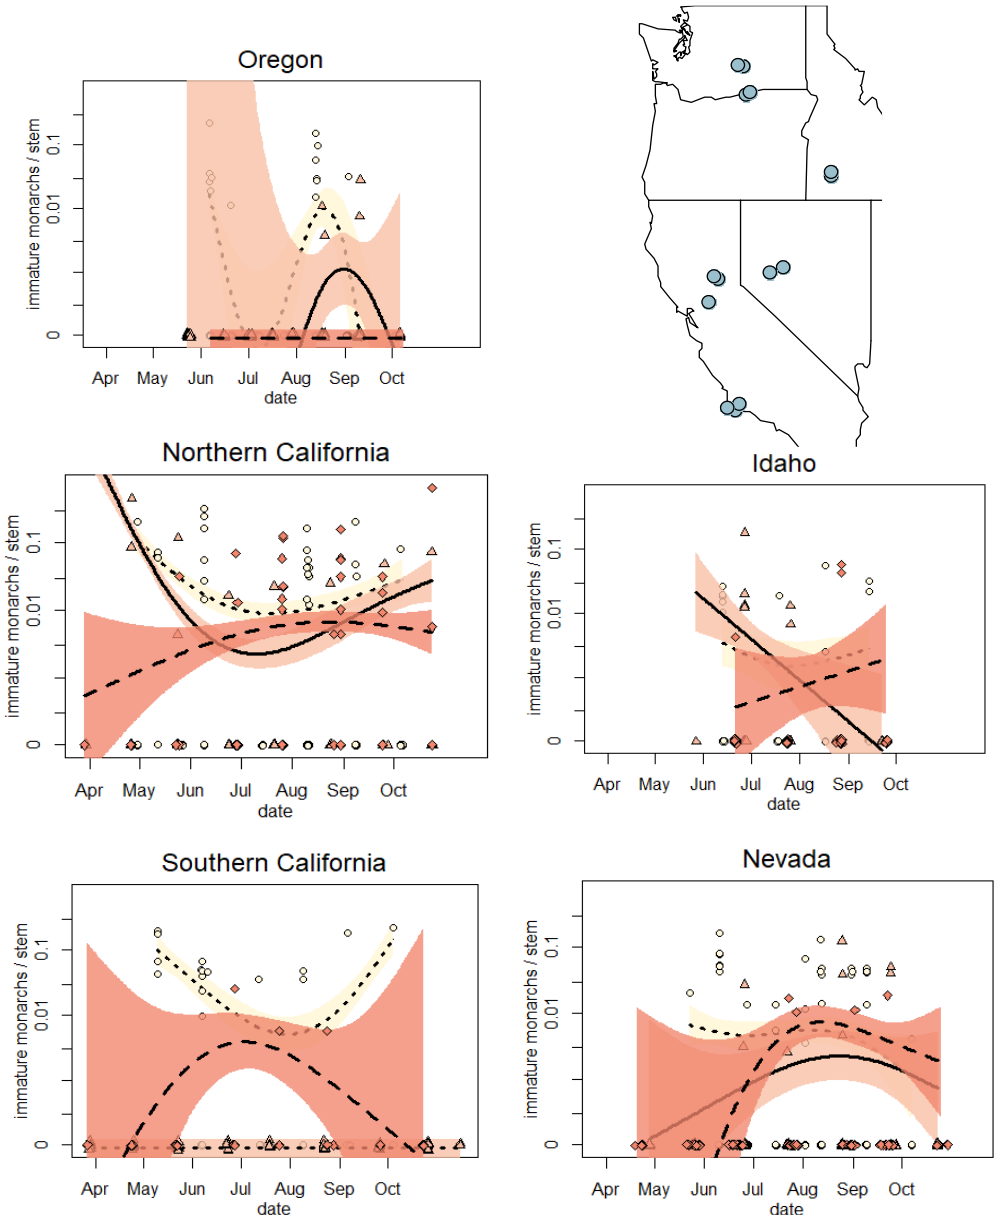 Oregon
immature monarchs / stem
0.1
0.01
0
Apr May Jun Jul Aug Sep Oct
date
Northern California
immature monarchs / stem
0.1
0.01
0
Apr May Jun Jul Aug Sep Oct
date
Idaho
immature monarchs / stem
0.1
0.01
0
Apr May Jun Jul Aug Sep Oct
date
Southern California
immature monarchs / stem
0.1
0.01
0
Apr May Jun Jul Aug Sep Oct
date
Nevada
immature monarchs / stem
0.1
0.01
0
Apr May Jun Jul Aug Sep Oct
date